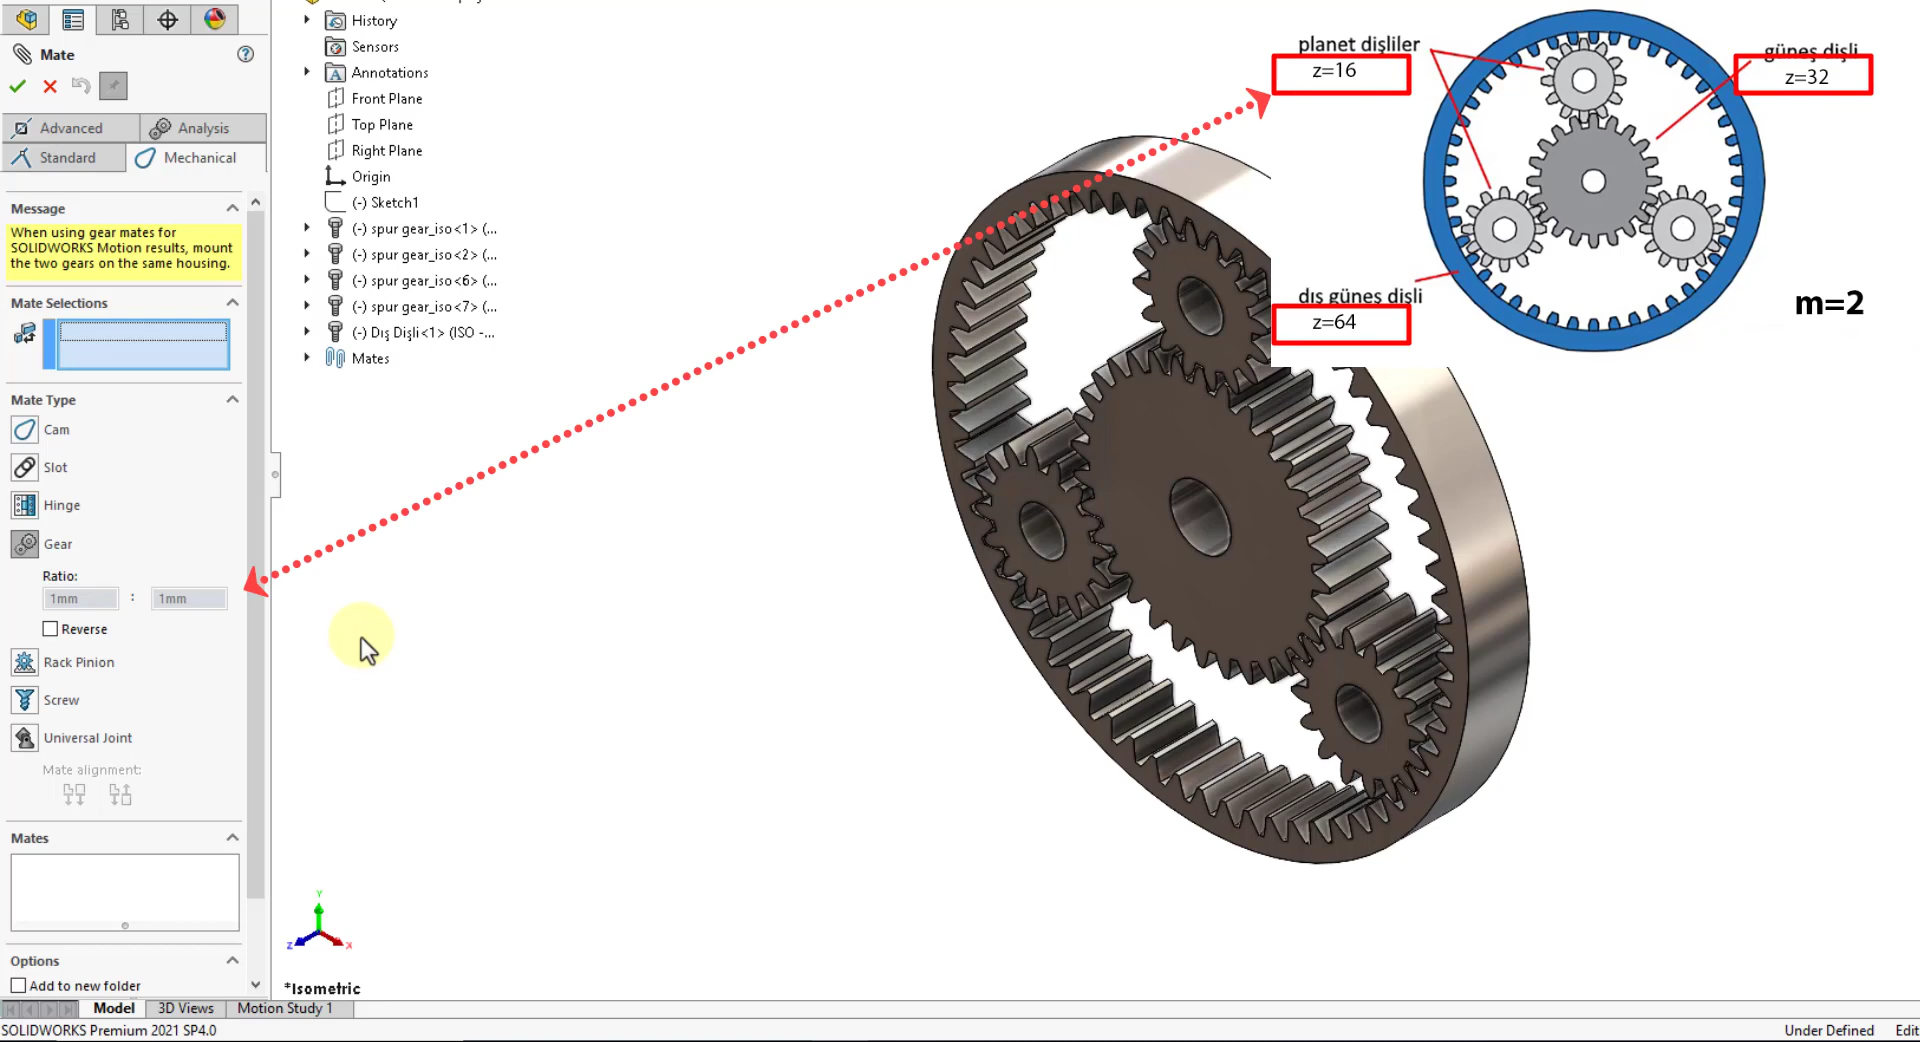 Mate
Advanced
Analysis
Standard
Mechanical
Message
When using gear mates for
SOLIDWORKS Motion results, mount
the two gears on the same housing.
Mate Selections
Mate Type
Cam
Slot
Hinge
Gear
Ratio:
1mm : 1mm
Reverse
Rack Pinion
Screw
Universal Joint
Mate alignment:
Mates
Options
Add to new folder
History
Sensors
Annotations
Front Plane
Top Plane
Right Plane
Origin
(-) Sketch1
(-) spur gear_iso<1> (...
(-) spur gear_iso<2> (...
(-) spur gear_iso<6> (...
(-) spur gear_iso<7> (...
(-) Dış Dişli<1> (ISO -...
Mates
planet dişliler
z=16
güneş dişli
z=32
dış güneş dişli
z=64
m=2
Y
Z
X
*Isometric
Model
3D Views
Motion Study 1
SOLIDWORKS Premium 2021 SP4.0
Under Defined
Edit